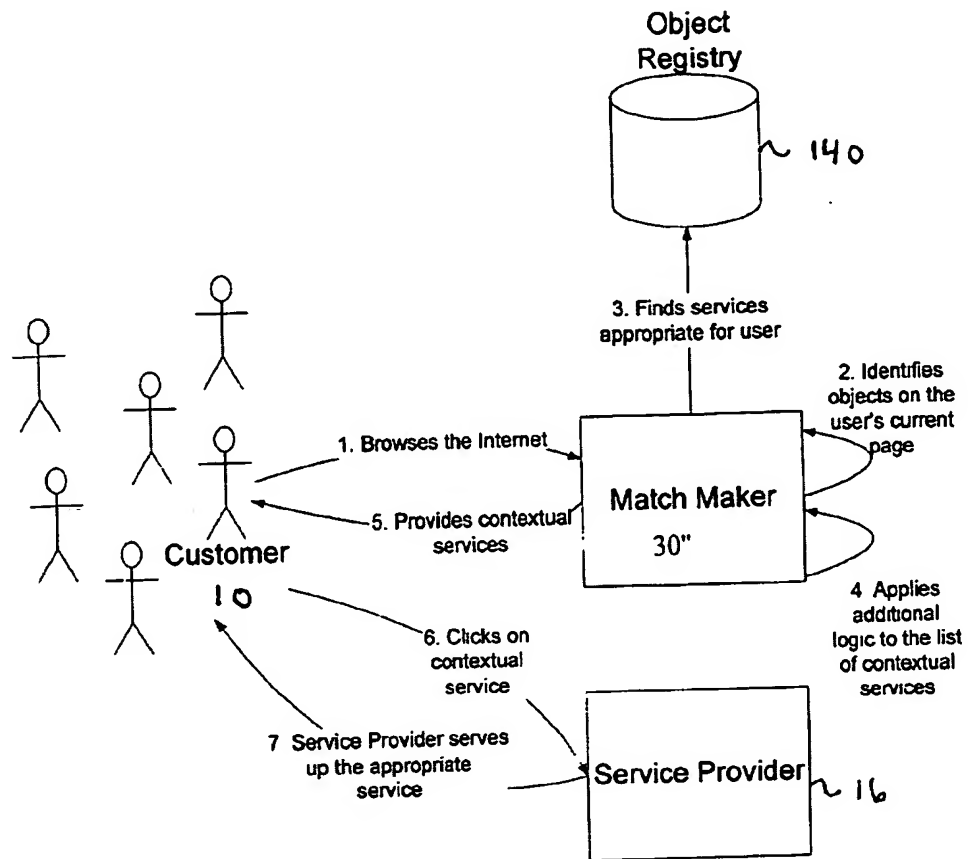 Object
Registry
140
3. Finds services
appropriate for user
2. Identifies
objects on the
user's current
page
1. Browses the Internet
Match Maker
30"
5. Provides contextual
services
Customer
10
4 Applies
additional
logic to the list
of contextual
services
6. Clicks on
contextual
service
7 Service Provider serves
up the appropriate
service
Service Provider
16